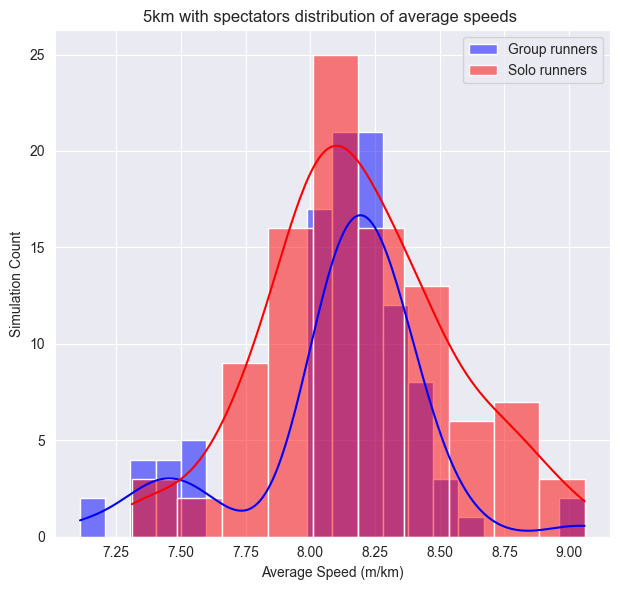 5km with spectators distribution of average speeds
Group runners
Solo runners
25
20
15
10
5
0
Simulation Count
7.25 7.50 7.75 8.00 8.25 8.50 8.75 9.00
Average Speed (m/km)